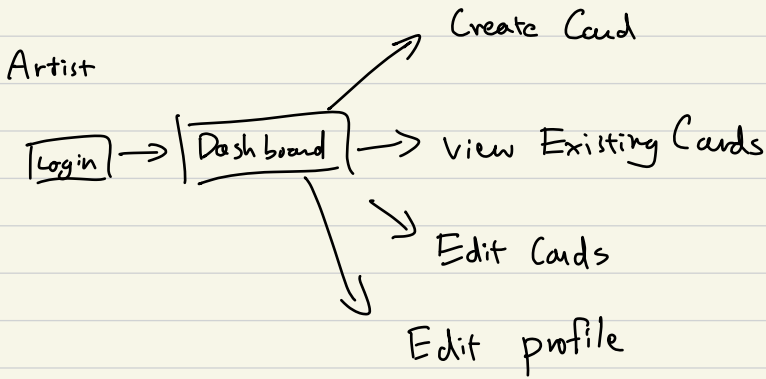 Create Card
Artist
Login
Dashboard
View Existing Cards
Edit Cards
Edit profile